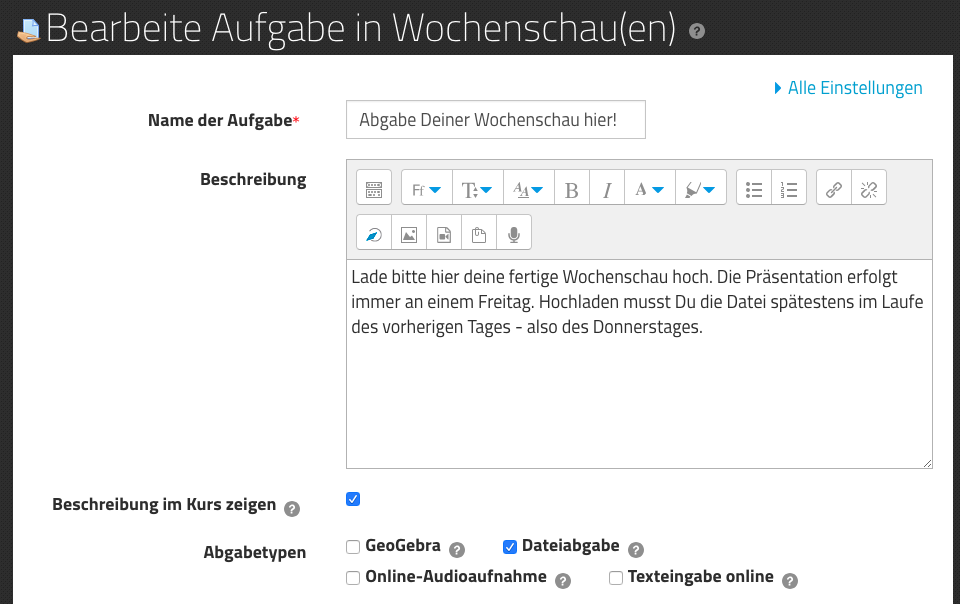 Bearbeite Aufgabe in Wochenschau(en) ?
Alle Einstellungen
Name der Aufgabe* Abgabe Deiner Wochenschau hier!
Beschreibung
Ff T A A B I A
Lade bitte hier deine fertige Wochenschau hoch. Die Präsentation erfolgt
immer an einem Freitag. Hochladen musst Du die Datei spätestens im Laufe
des vorherigen Tages - also des Donnerstages.
Beschreibung im Kurs zeigen ?
Abgabetypen GeoGebra ? Dateiabgabe ?
Online-Audioaufnahme ? Texteingabe online ?